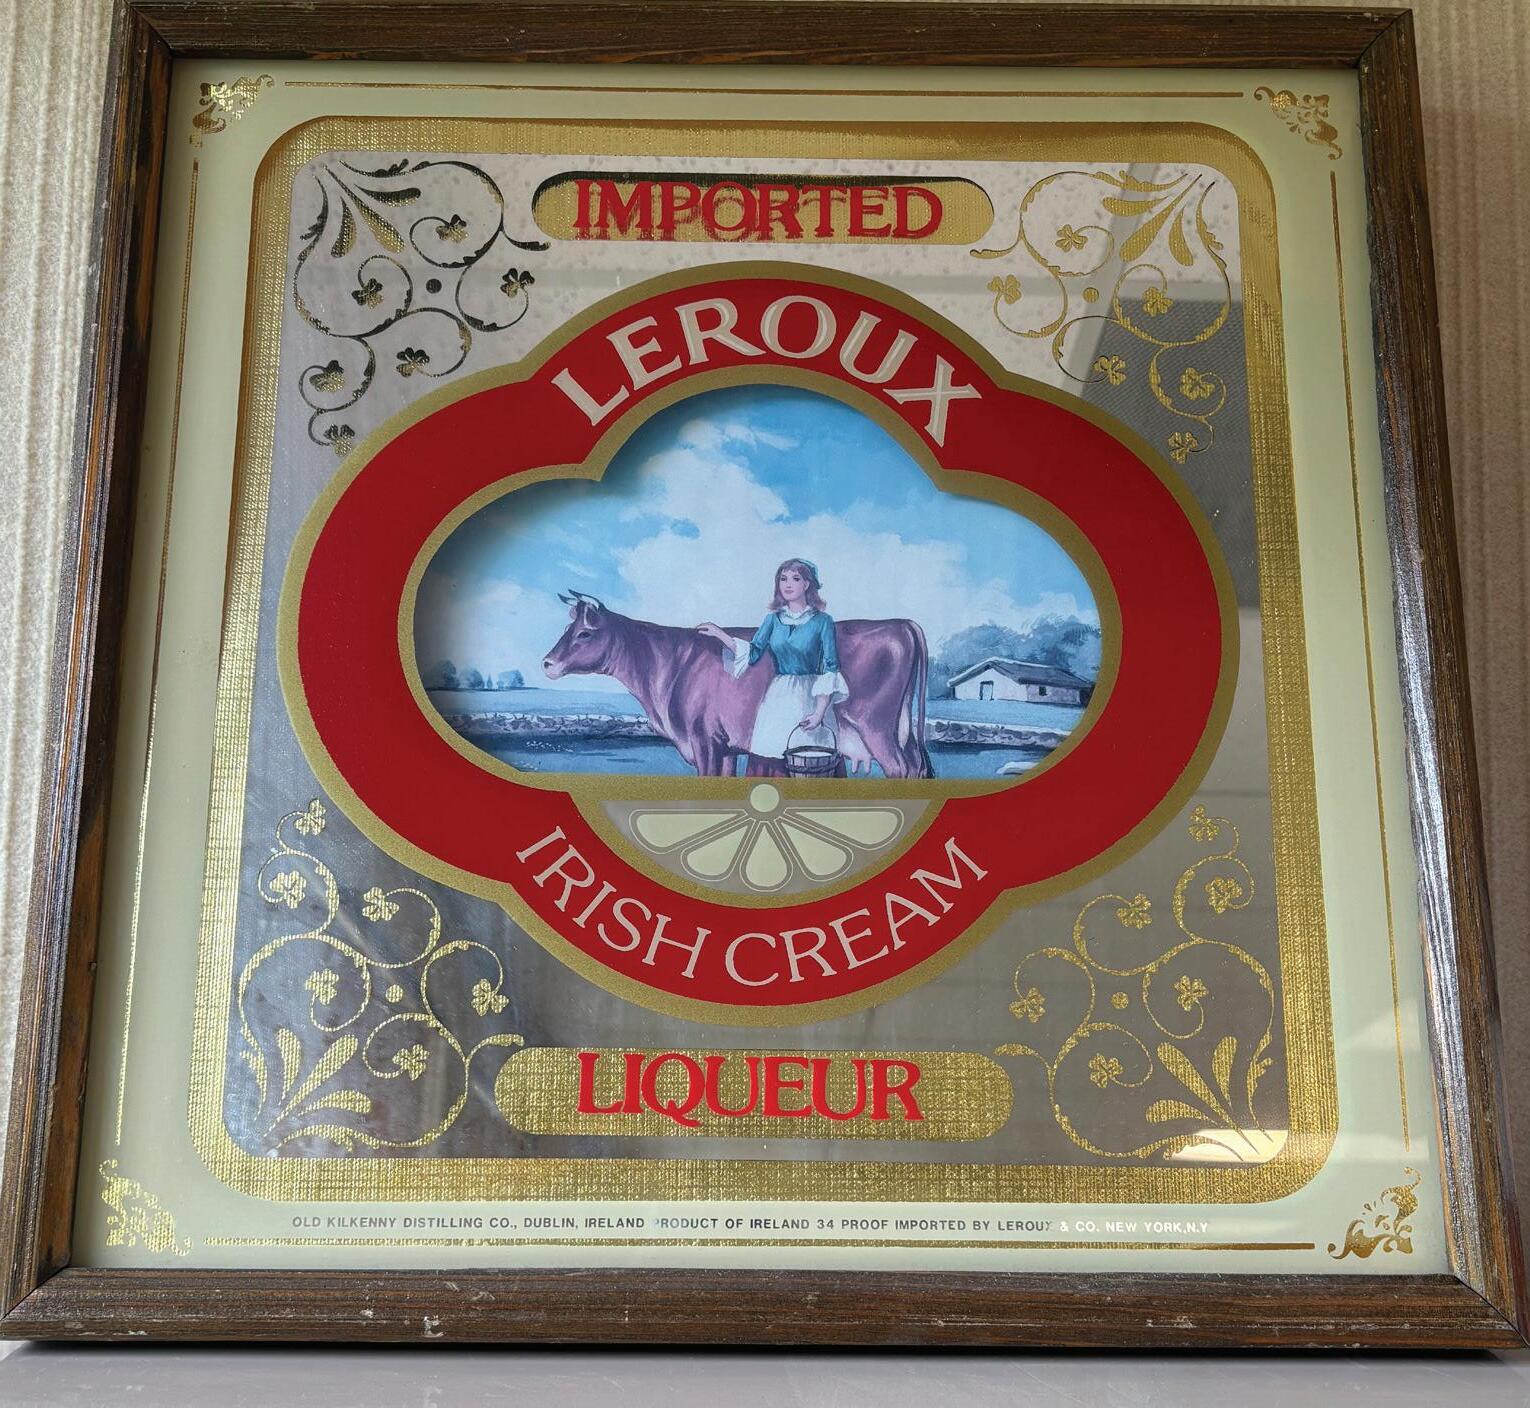 IMPORTED
LEROUX
IRISH CREAM
LIQUEUR
OLD KILKENNY DISTILLING CO., DUBLIN, IRELAND PRODUCT OF IRELAND 34 PROOF IMPORTED BY LEROUX & CO. NEW YORK,N.Y